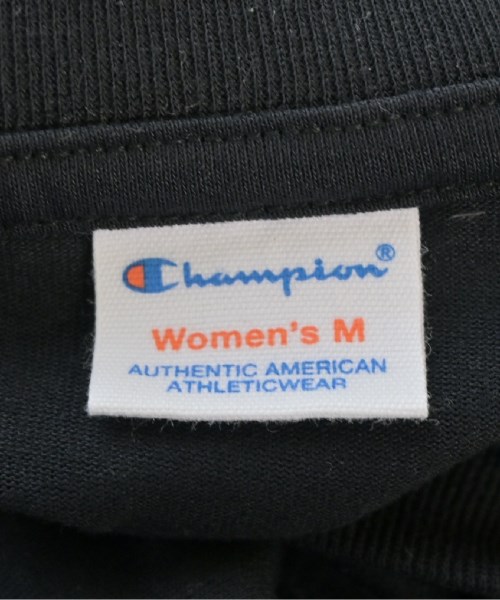 Champion®
Women's M
AUTHENTIC AMERICAN
ATHLETICWEAR